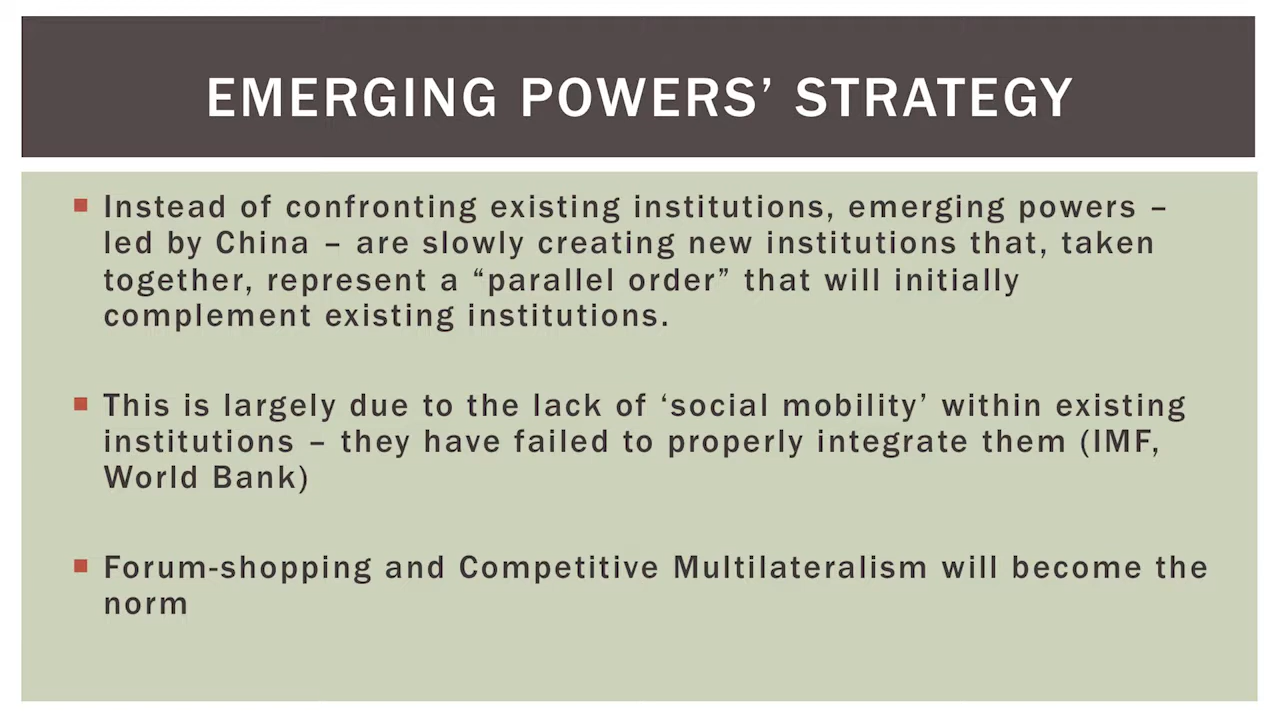 EMERGING POWERS’ STRATEGY
Instead of confronting existing institutions, emerging powers –
led by China – are slowly creating new institutions that, taken
together, represent a “parallel order” that will initially
complement existing institutions.
This is largely due to the lack of ‘social mobility’ within existing
institutions – they have failed to properly integrate them (IMF,
World Bank)
Forum-shopping and Competitive Multilateralism will become the
norm